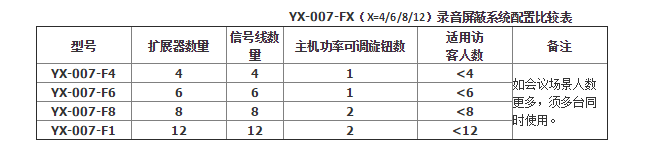 YX-007-FX（X=4/6/8/12）录音屏蔽系统配置比较表
型号 扩展器数量 信号线数量 主机功率可调旋钮数 适用访客人数 备注
YX-007-F4 4 4 1 <4 如会议场景人数更多，须多台同时使用。
YX-007-F6 6 6 1 <6
YX-007-F8 8 8 2 <8
YX-007-F1 12 12 2 <12